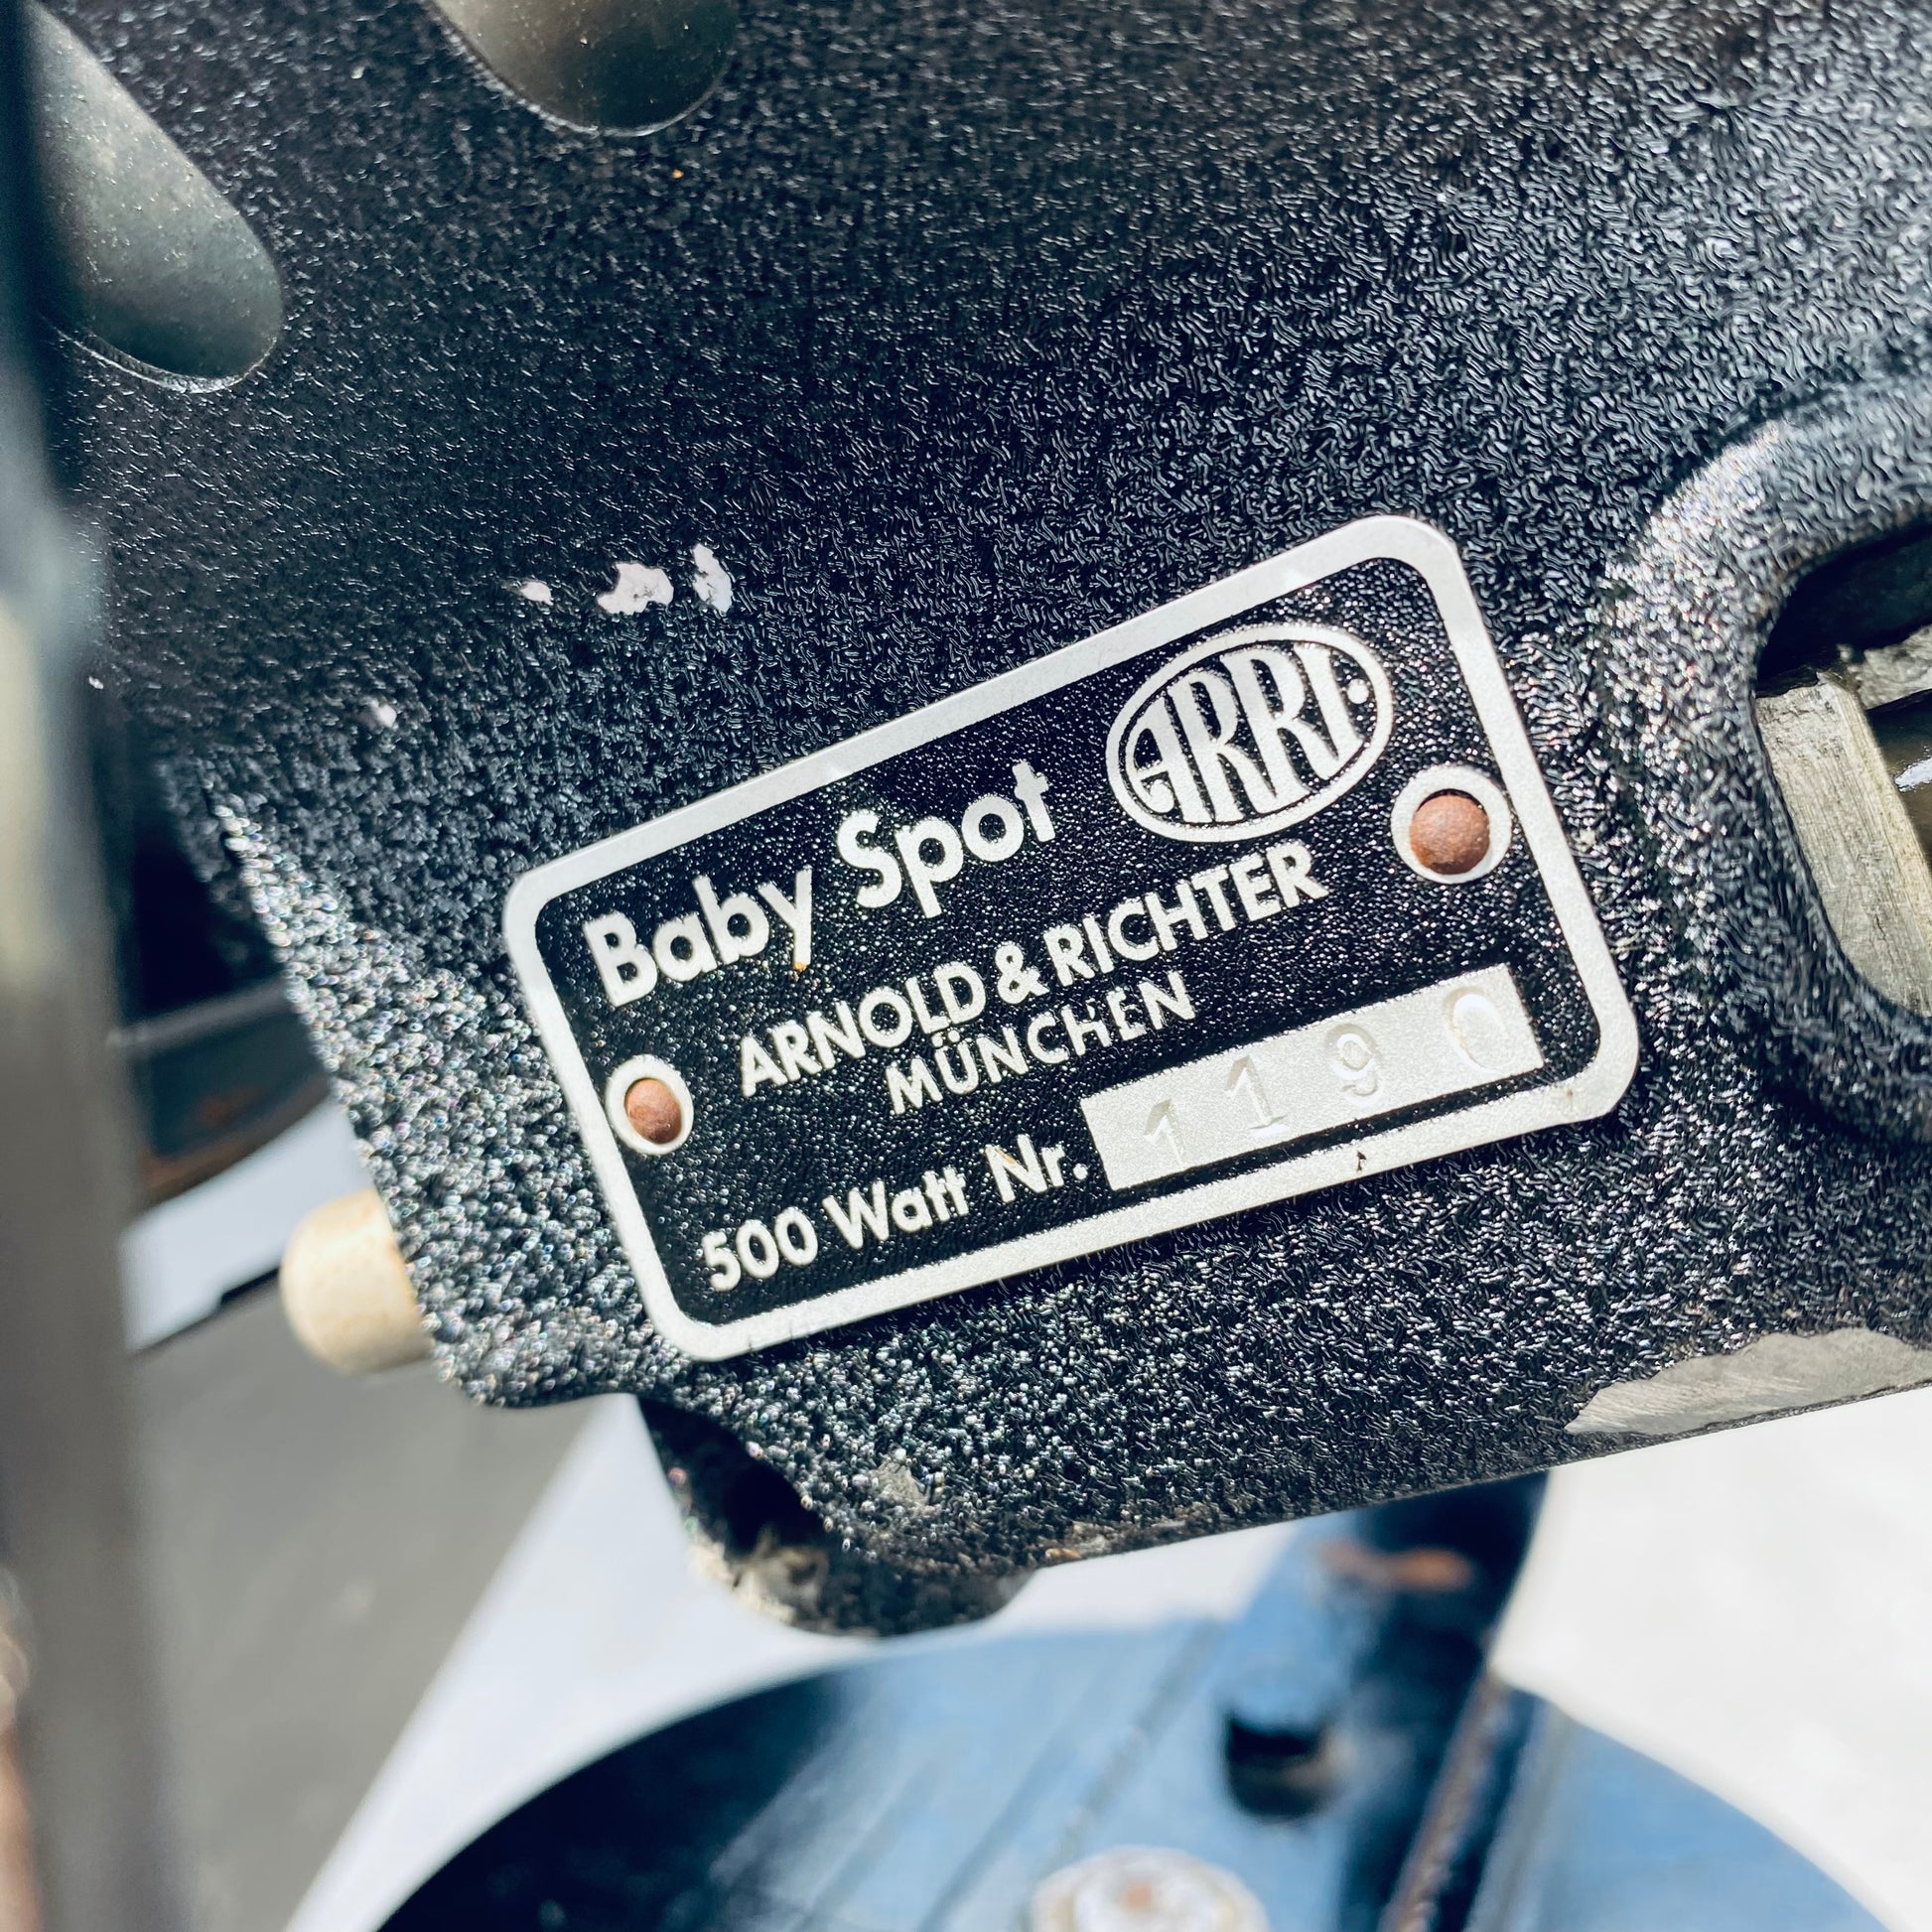 Baby Spot ARRI
ARNOLD & RICHTER
MÜNCHEN
500 Watt Nr. 1190